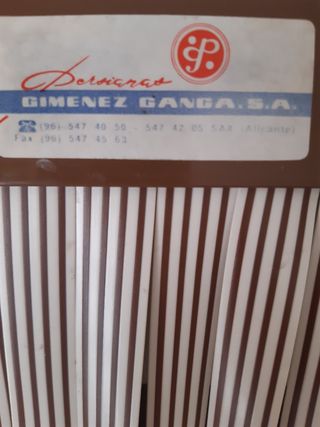 Persianas
GIMENEZ GANGA.S.A.
☎ (96) 547 40 50 - 547 42 05 SAX (Alicante)
Fax (96) 547 45 63